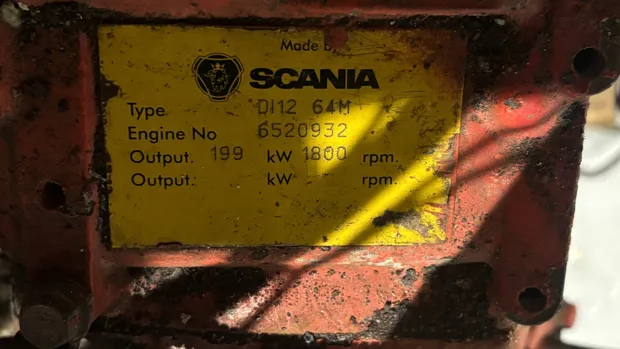 Made by
SCANIA
Type DI12 64M
Engine No 6520932
Output. 199 kW 1800 rpm.
Output. kW rpm.